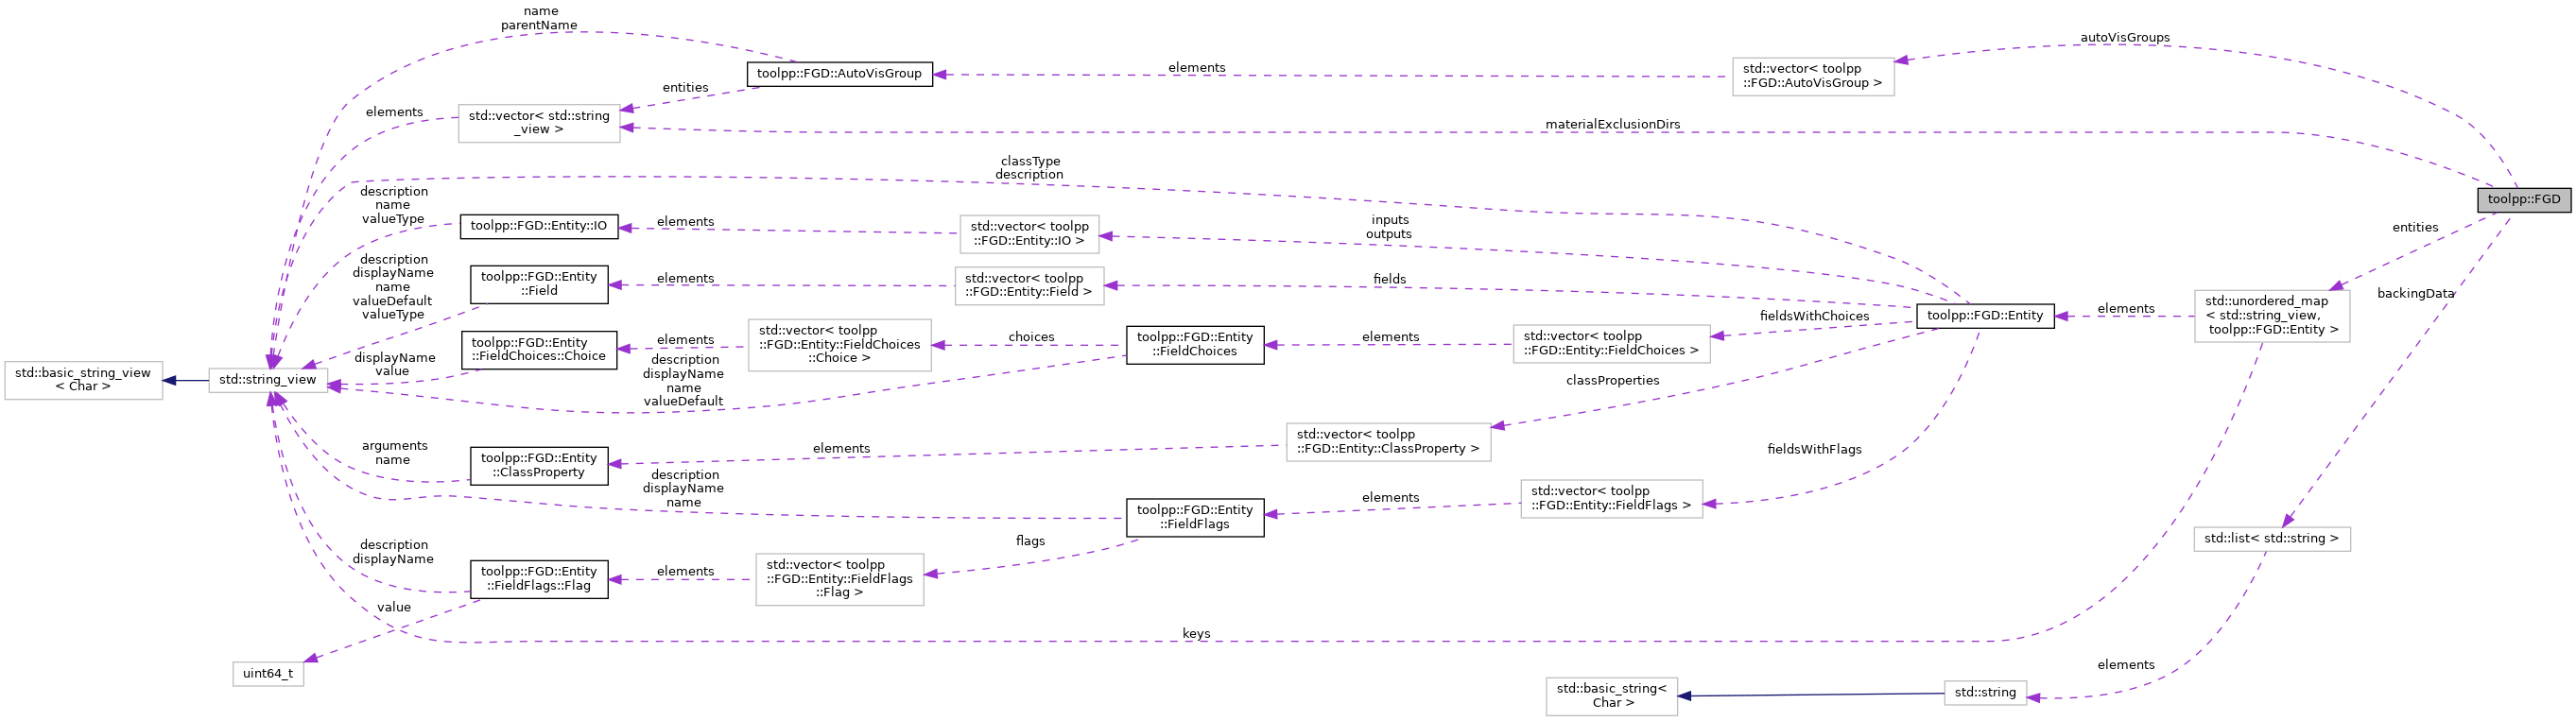 name
parentName
toolpp::FGD::AutoVisGroup
elements
std::vector< toolpp
::FGD::AutoVisGroup >
autoVisGroups
entities
elements
std::vector< std::string
_view >
materialExclusionDirs
classType
description
toolpp::FGD
description
name
valueType
toolpp::FGD::Entity::IO
elements
std::vector< toolpp
::FGD::Entity::IO >
inputs
outputs
entities
description
displayName
name
valueDefault
valueType
toolpp::FGD::Entity
::Field
elements
std::vector< toolpp
::FGD::Entity::Field >
fields
backingData
toolpp::FGD::Entity
elements
std::unordered_map
< std::string_view,
toolpp::FGD::Entity >
toolpp::FGD::Entity
::FieldChoices::Choice
elements
std::vector< toolpp
::FGD::Entity::FieldChoices
::Choice >
choices
toolpp::FGD::Entity
::FieldChoices
elements
std::vector< toolpp
::FGD::Entity::FieldChoices >
fieldsWithChoices
displayName
value
description
displayName
name
valueDefault
classProperties
std::basic_string_view
< Char >
std::string_view
arguments
name
toolpp::FGD::Entity
::ClassProperty
elements
std::vector< toolpp
::FGD::Entity::ClassProperty >
fieldsWithFlags
description
displayName
name
toolpp::FGD::Entity
::FieldFlags
elements
std::vector< toolpp
::FGD::Entity::FieldFlags >
std::list< std::string >
description
displayName
toolpp::FGD::Entity
::FieldFlags::Flag
elements
std::vector< toolpp
::FGD::Entity::FieldFlags
::Flag >
flags
value
keys
uint64_t
elements
std::basic_string<
Char >
std::string